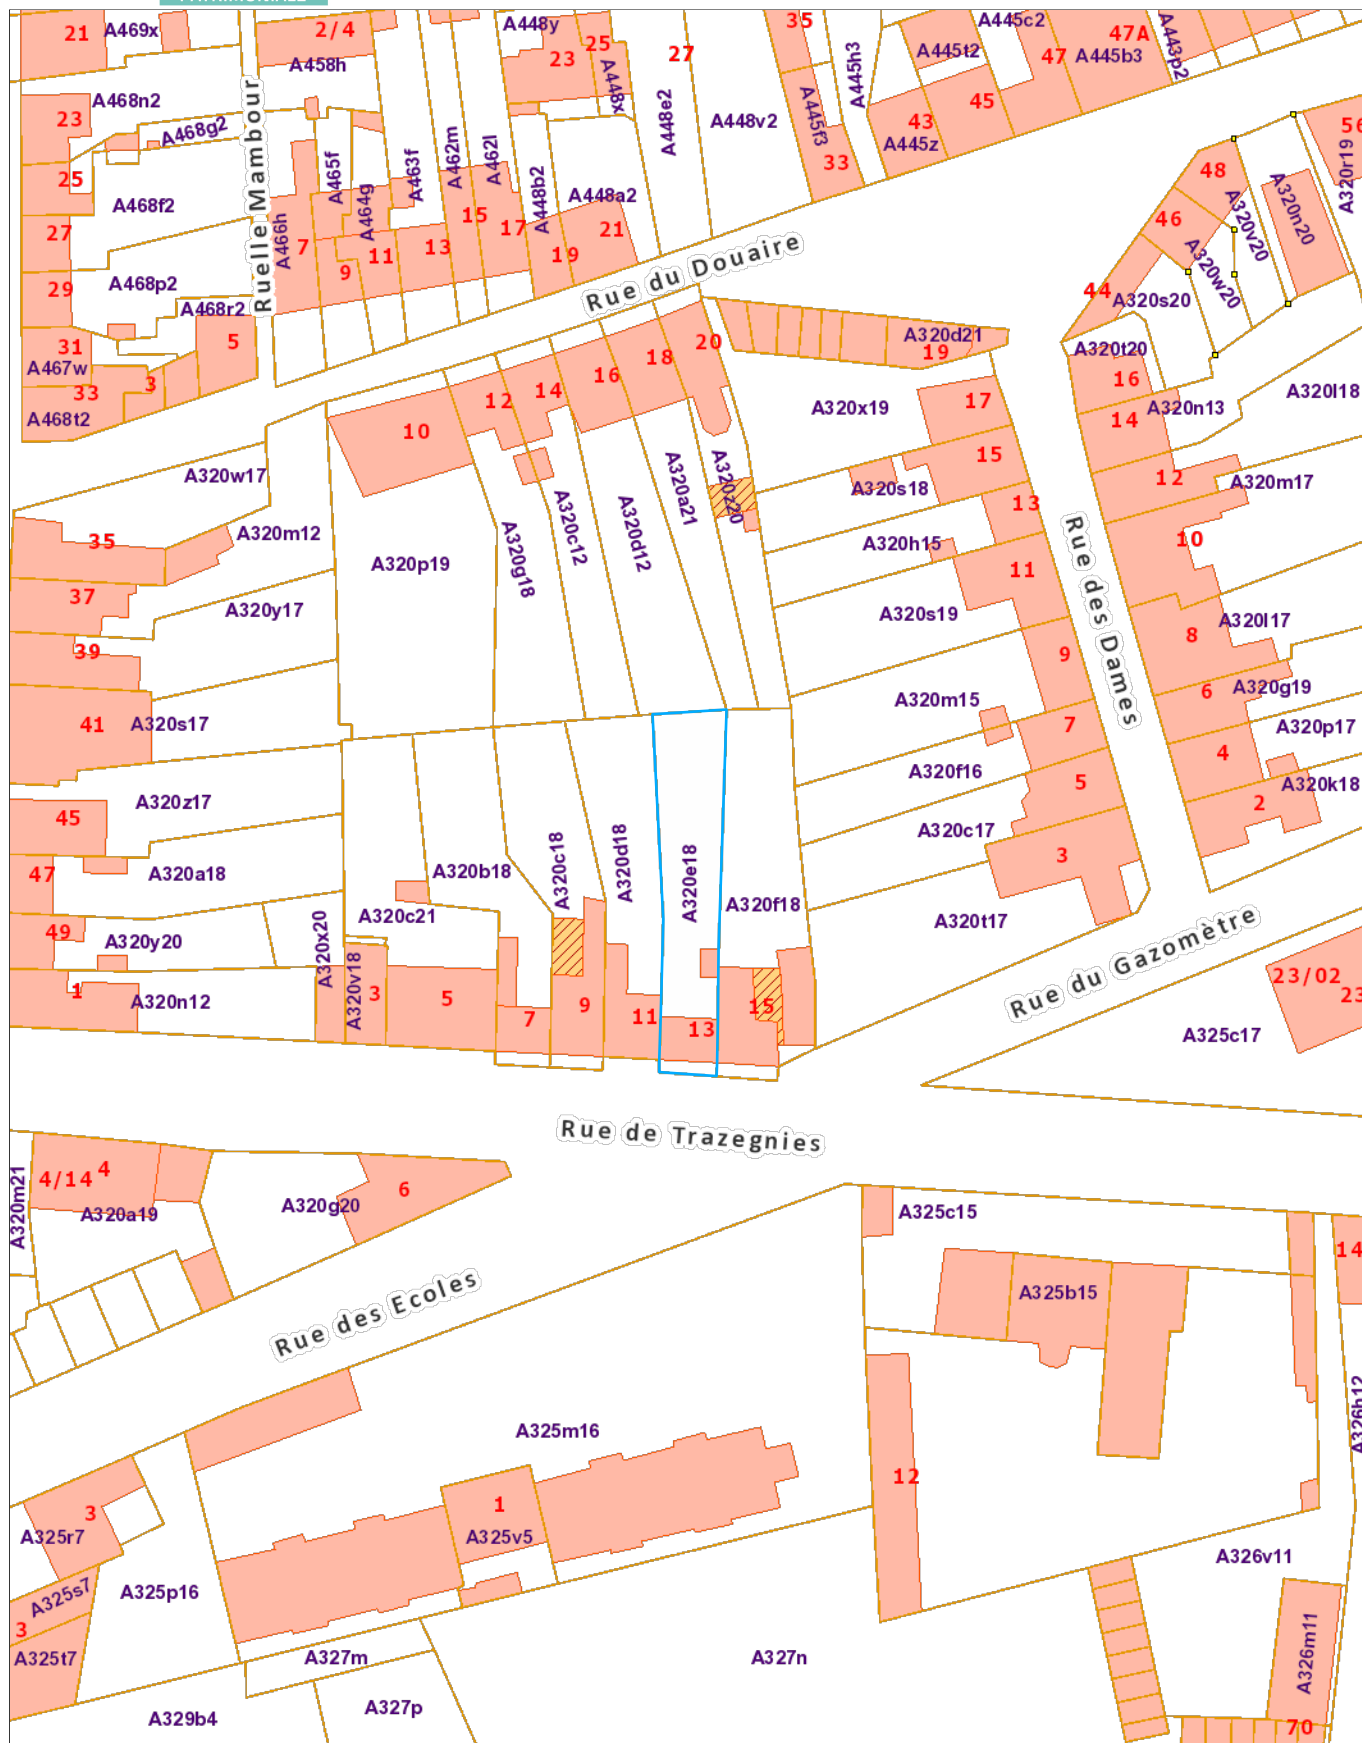 21
A469x
2/4
A458h
A448y
23
25
A448x
27
A448e2
A448v2
35
A445h3
A445f3
33
A445c2
A445t2
47
47A
A445b3
A443p2
45
43
A445z
23
A468n2
A468g2
25
A468f2
27
29
A468p2
A468r2
Ruelle Mambour
31
A467w
33
A468t2
3
5
A466h
7
A465f
A464g
9
11
A463f
13
A462m
15
A462l
17
A448b2
19
A448a2
21
Rue du Douaire
48
46
44
A320v20
A320w20
A320s20
A320n20
A320r19
A320t20
16
14
A320n13
A320l18
12
A320m17
10
8
A320l17
6
A320g19
A320p17
4
2
A320k18
A320d21
19
A320x19
17
15
A320s18
13
A320h15
11
A320s19
9
A320m15
7
A320f16
5
A320c17
3
A320t17
Rue des Dames
Rue du Gazomètre
23/02
23
A325c17
10
12
14
16
18
20
A320w17
A320p19
A320g18
A320c12
A320d12
A320a21
A320z20
35
A320m12
37
A320y17
39
41
A320s17
A320z17
45
A320a18
47
49
A320y20
1
A320n12
A320x20
A320v18
3
A320c21
A320b18
5
A320c18
7
9
A320d18
11
A320e18
13
A320f18
15
Rue de Trazegnies
A320m21
4/14
4
A320a19
A320g20
6
Rue des Ecoles
A325c15
A325b15
14
12
A325m16
1
A325v5
3
A325r7
A325s7
3
A325t7
A325p16
A327m
A327n
A327p
A329b4
A326v11
A326m11
70